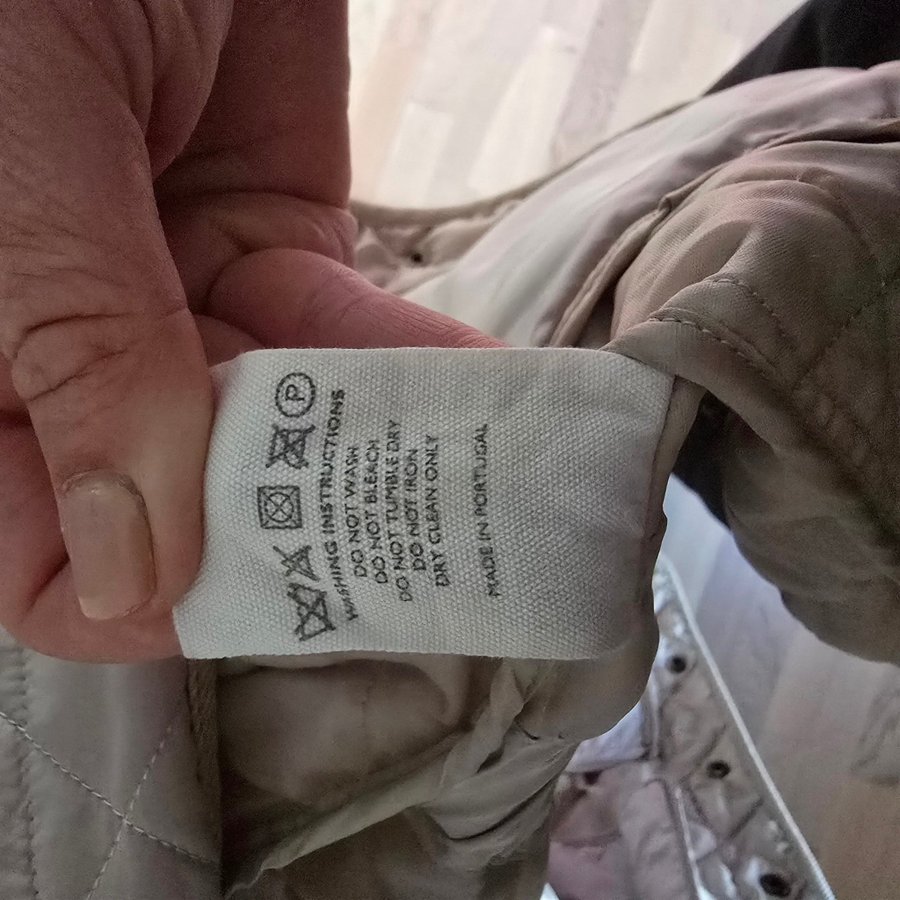 P
WASHING INSTRUCTIONS
DO NOT WASH
DO NOT BLEACH
DO NOT TUMBLE DRY
DO NOT IRON
DRY CLEAN ONLY
MADE IN PORTUGAL